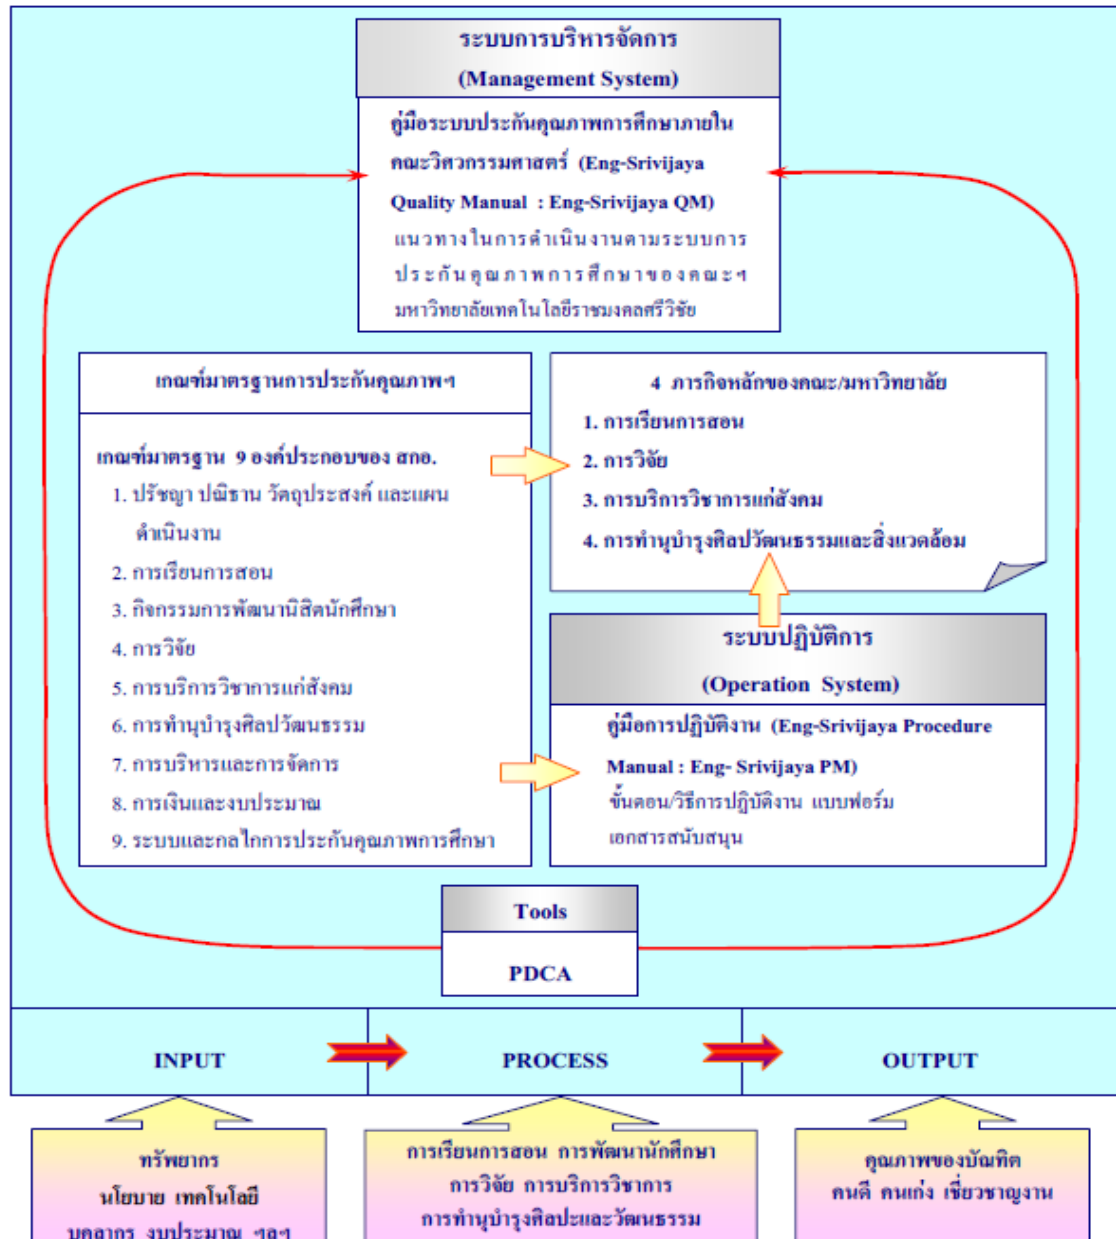 ระบบการบริหารจัดการ
(Management System)
คู่มือระบบประกันคุณภาพการศึกษาภายใน
คณะวิศวกรรมศาสตร์ (Eng-Srivijaya
Quality Manual : Eng-Srivijaya QM)
แนวทางในการดำเนินงานตามระบบการ
ประกันคุณภาพการศึกษาของคณะฯ
มหาวิทยาลัยเทคโนโลยีราชมงคลศรีวิชัย
เกณฑ์มาตรฐานการประกันคุณภาพฯ
เกณฑ์มาตรฐาน 9 องค์ประกอบของ สกอ.
1. ปรัชญา ปณิธาน วัตถุประสงค์ และแผน
ดำเนินงาน
2. การเรียนการสอน
3. กิจกรรมการพัฒนานิสิตนักศึกษา
4. การวิจัย
5. การบริการวิชาการแก่สังคม
6. การทำนุบำรุงศิลปวัฒนธรรม
7. การบริหารและการจัดการ
8. การเงินและงบประมาณ
9. ระบบและกลไกการประกันคุณภาพการศึกษา
4 ภารกิจหลักของคณะ/มหาวิทยาลัย
1. การเรียนการสอน
2. การวิจัย
3. การบริการวิชาการแก่สังคม
4. การทำนุบำรุงศิลปวัฒนธรรมและสิ่งแวดล้อม
ระบบปฏิบัติการ
(Operation System)
คู่มือการปฏิบัติงาน (Eng-Srivijaya Procedure
Manual : Eng- Srivijaya PM)
ขั้นตอน/วิธีการปฏิบัติงาน แบบฟอร์ม
เอกสารสนับสนุน
Tools
PDCA
INPUT
PROCESS
OUTPUT
ทรัพยากร
นโยบาย เทคโนโลยี
บุคลากร งบประมาณ ฯลฯ
การเรียนการสอน การพัฒนานักศึกษา
การวิจัย การบริการวิชาการ
การทำนุบำรุงศิลปะและวัฒนธรรม
คุณภาพของบัณฑิต
คนดี คนเก่ง เชี่ยวชาญงาน